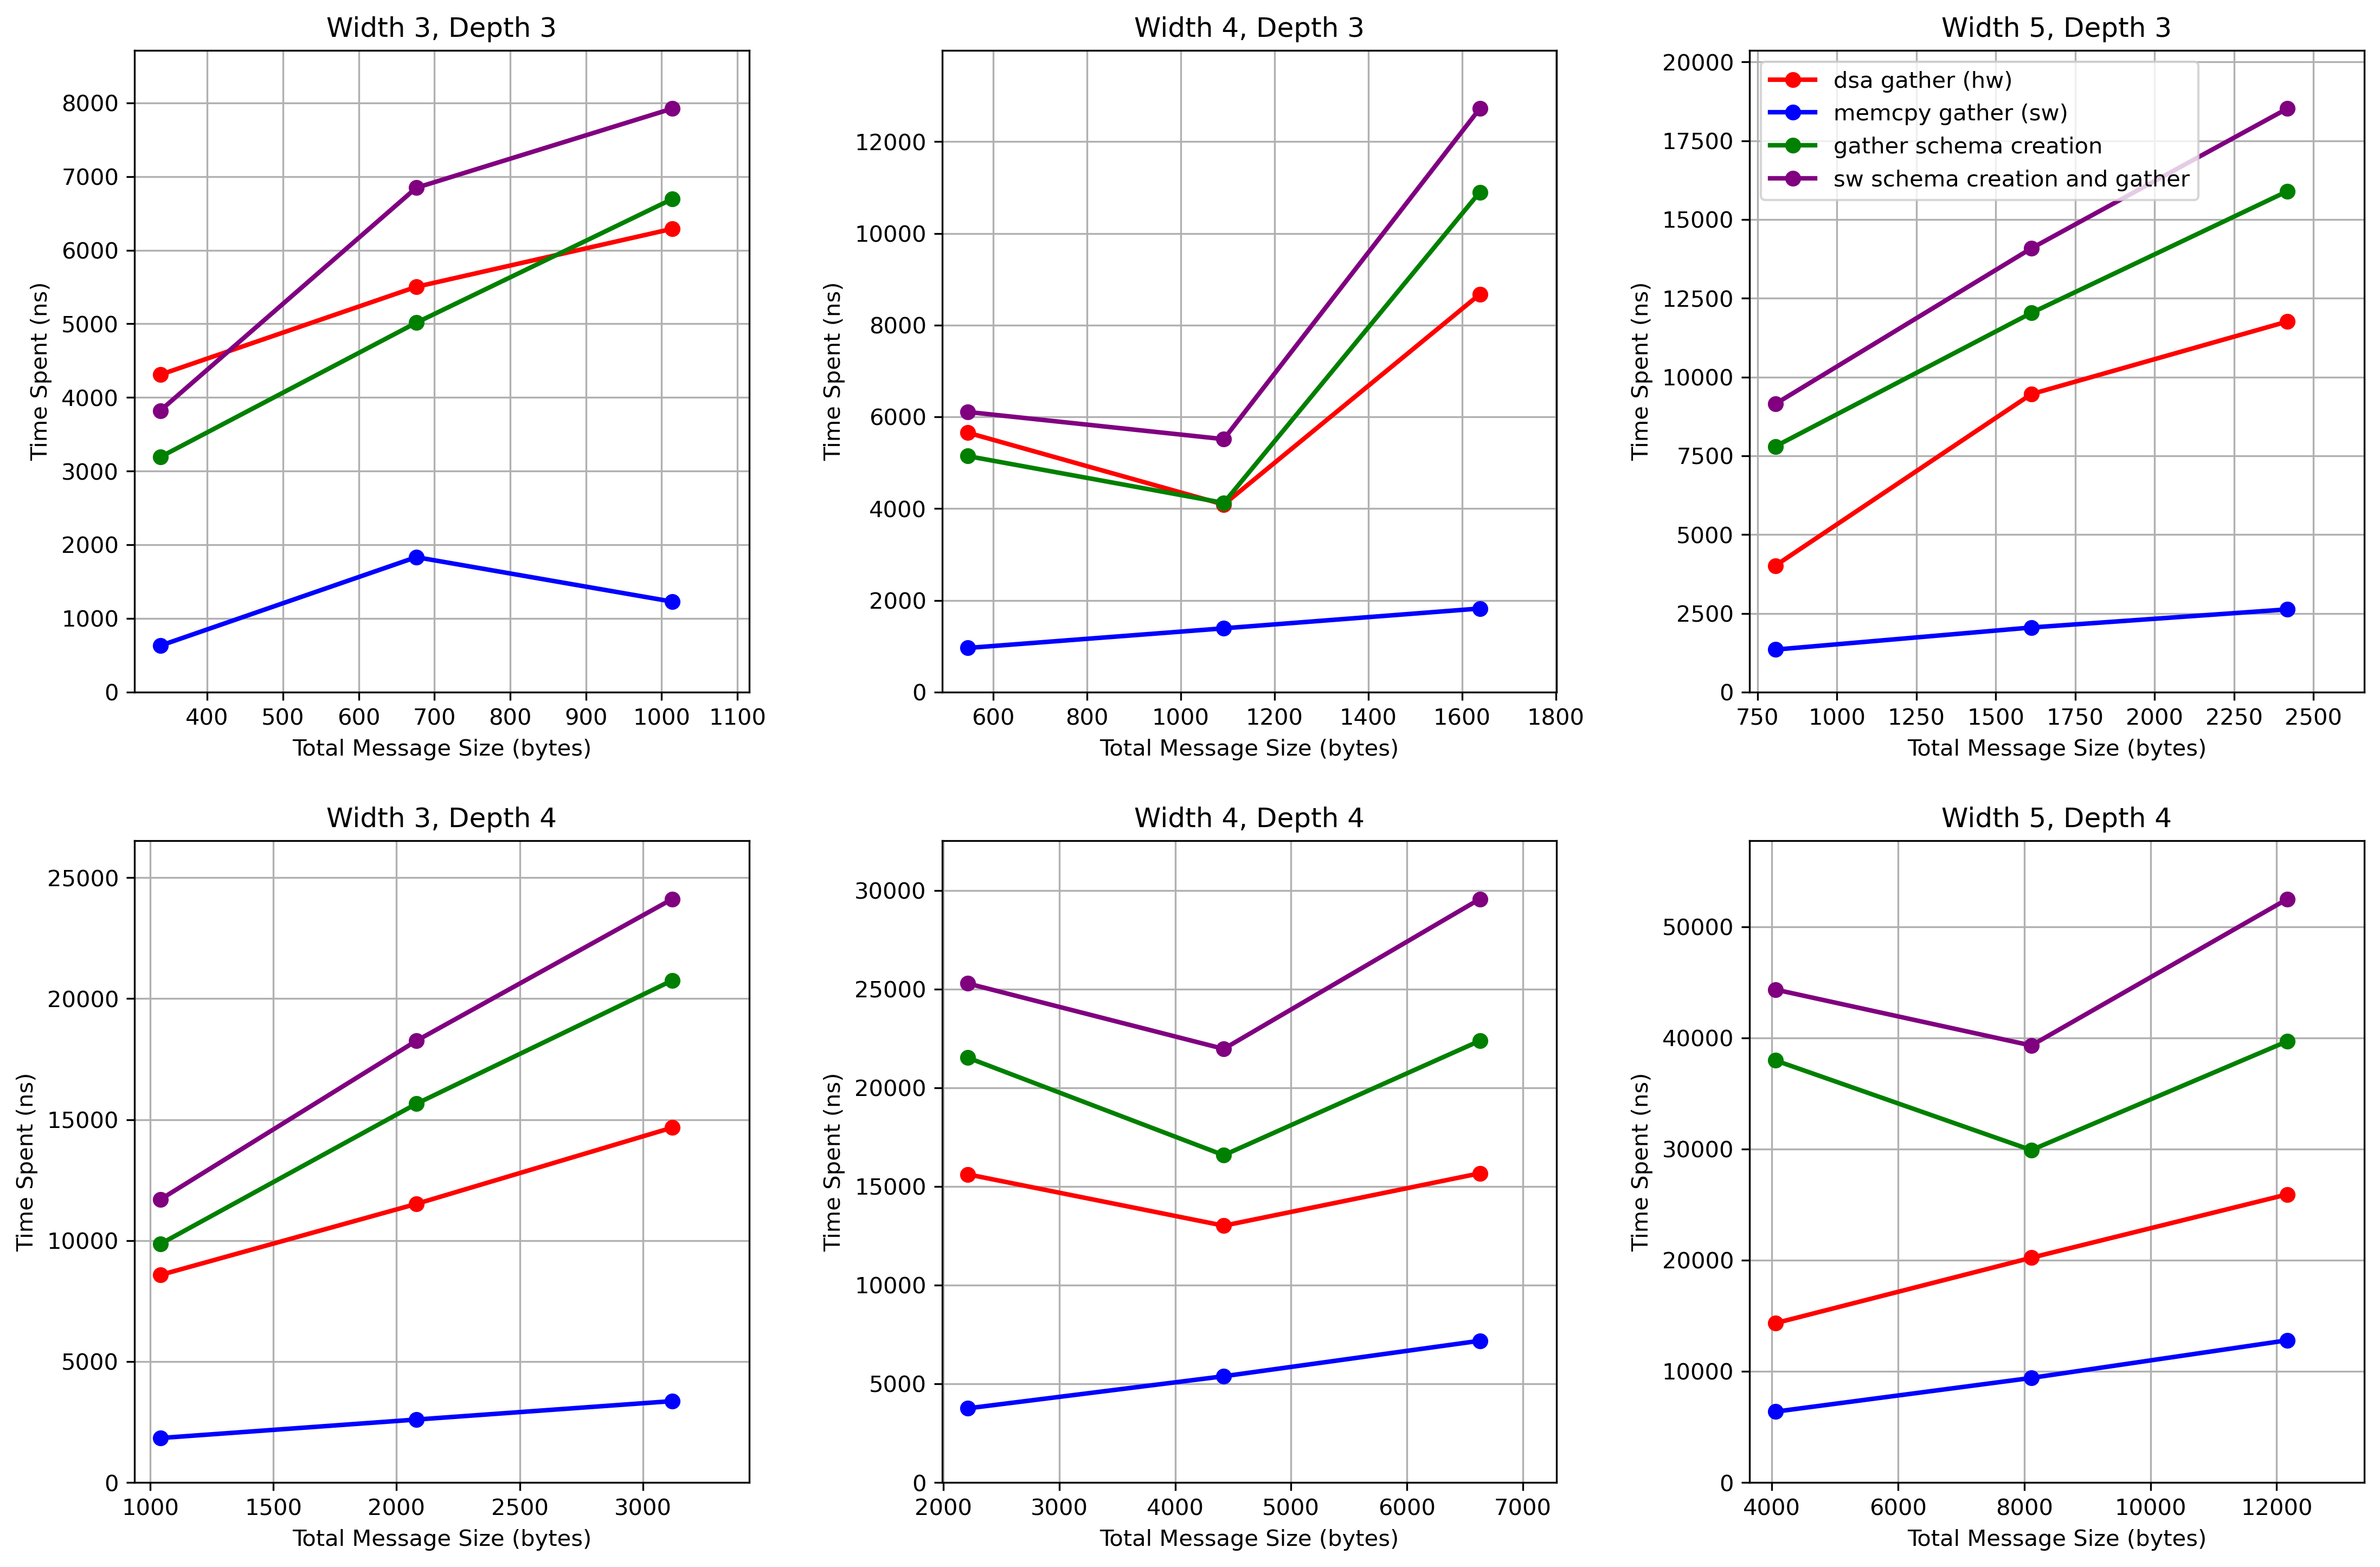 Width 3, Depth 3
Time Spent (ns)
8000
7000
6000
5000
4000
3000
2000
1000
0
400 500 600 700 800 900 1000 1100
Total Message Size (bytes)
Width 4, Depth 3
Time Spent (ns)
12000
10000
8000
6000
4000
2000
0
600 800 1000 1200 1400 1600 1800
Total Message Size (bytes)
Width 5, Depth 3
Time Spent (ns)
20000
17500
15000
12500
10000
7500
5000
2500
0
dsa gather (hw)
memcpy gather (sw)
gather schema creation
sw schema creation and gather
750 1000 1250 1500 1750 2000 2250 2500
Total Message Size (bytes)
Width 3, Depth 4
Time Spent (ns)
25000
20000
15000
10000
5000
0
1000 1500 2000 2500 3000
Total Message Size (bytes)
Width 4, Depth 4
Time Spent (ns)
30000
25000
20000
15000
10000
5000
0
2000 3000 4000 5000 6000 7000
Total Message Size (bytes)
Width 5, Depth 4
Time Spent (ns)
50000
40000
30000
20000
10000
0
4000 6000 8000 10000 12000
Total Message Size (bytes)